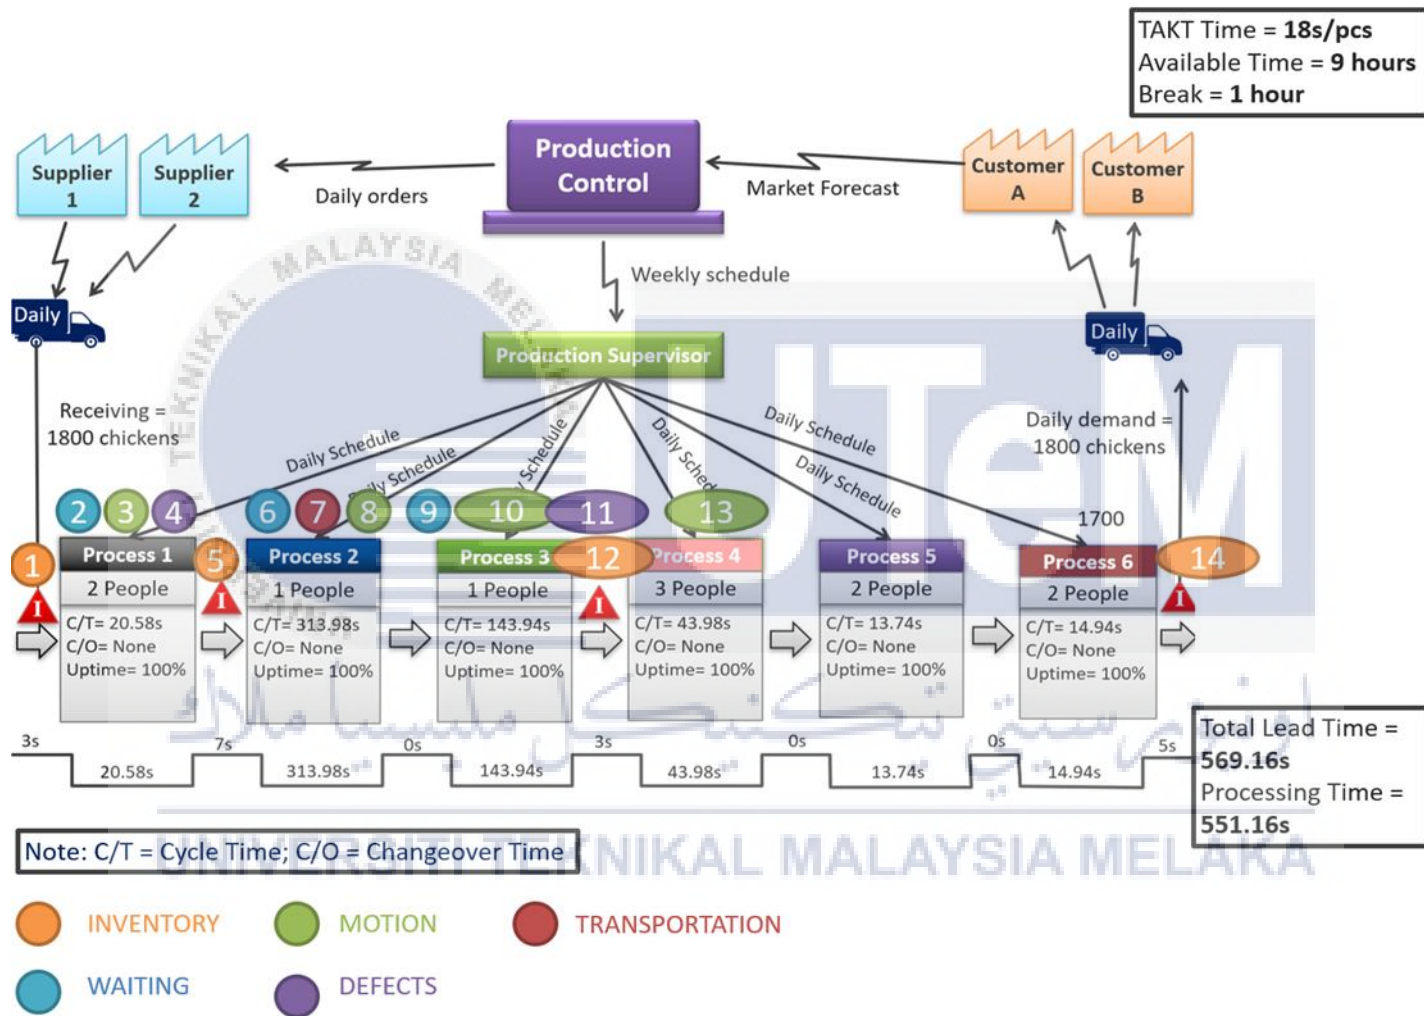 TAKT Time = 18s/pcs
Available Time = 9 hours
Break = 1 hour
Supplier
1
Supplier
2
Daily orders
Production
Control
Market Forecast
Customer
A
Customer
B
Weekly schedule
Daily
Production Supervisor
Daily
Receiving =
1800 chickens
Daily demand =
1800 chickens
Daily Schedule
Daily Schedule
Schedule
Daily
Daily Schedule
Daily Schedule
1700
1
2
3
4
5
6
7
8
9
10
11
12
13
14
I
I
I
I
Process 1
2 People
C/T= 20.58s
C/O= None
Uptime= 100%
Process 2
1 People
C/T= 313.98s
C/O= None
Uptime= 100%
Process 3
1 People
C/T= 143.94s
C/O= None
Uptime= 100%
Process 4
3 People
C/T= 43.98s
C/O= None
Uptime= 100%
Process 5
2 People
C/T= 13.74s
C/O= None
Uptime= 100%
Process 6
2 People
C/T= 14.94s
C/O= None
Uptime= 100%
3s
20.58s
7s
313.98s
0s
143.94s
3s
43.98s
0s
13.74s
0s
14.94s
5s
Total Lead Time =
569.16s
Processing Time =
551.16s
Note: C/T = Cycle Time; C/O = Changeover Time
INVENTORY
MOTION
TRANSPORTATION
WAITING
DEFECTS
UTeM
UNIVERSITI TEKNIKAL MALAYSIA MELAKA
TEKNIKAL MALAYSIA